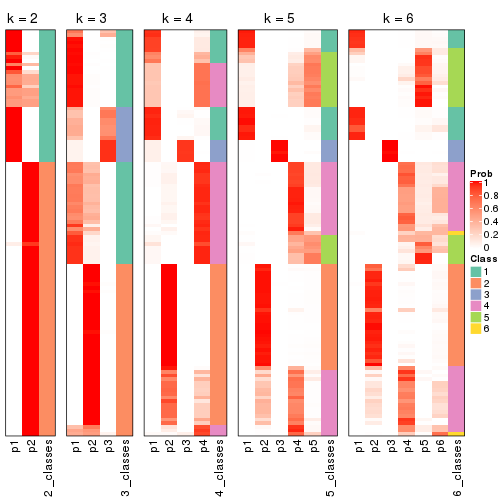 k = 2
k = 3
k = 4
k = 5
k = 6
p1
p2
2_classes
p1
p2
p3
3_classes
p1
p2
p3
p4
4_classes
p1
p2
p3
p4
p5
5_classes
p1
p2
p3
p4
p5
p6
6_classes
Prob
1
0.8
0.6
0.4
0.2
0
Class
1
2
3
4
5
6